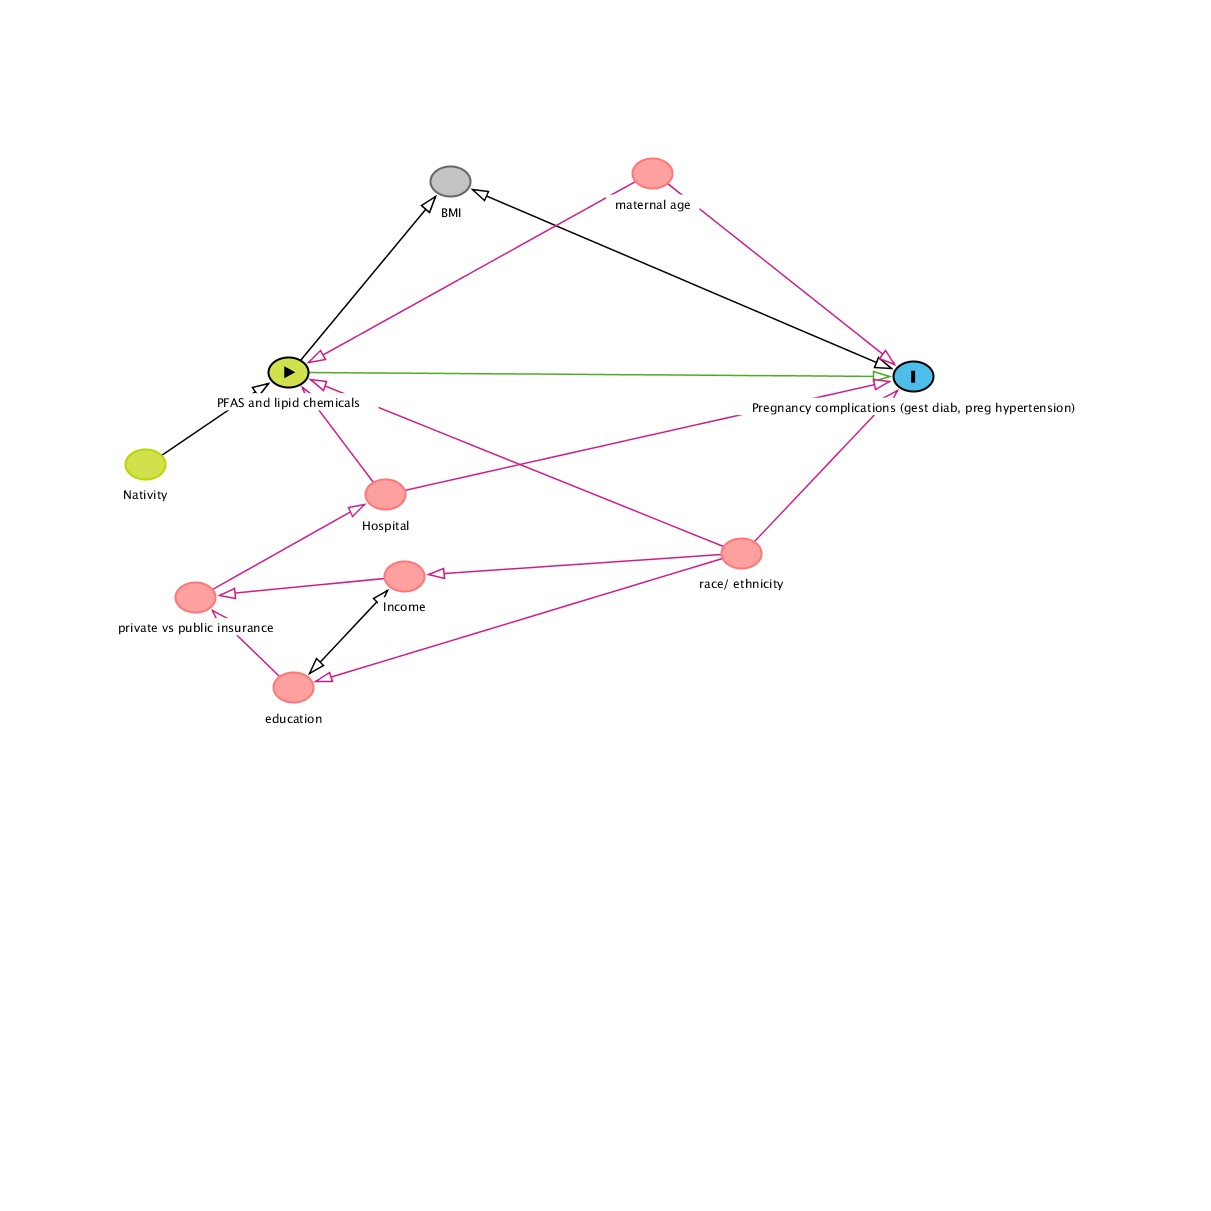 maternal age
BMI
PFAS and lipid chemicals
Pregnancy complications (gest diab, preg hypertension)
Nativity
Hospital
race/ ethnicity
Income
private vs public insurance
education